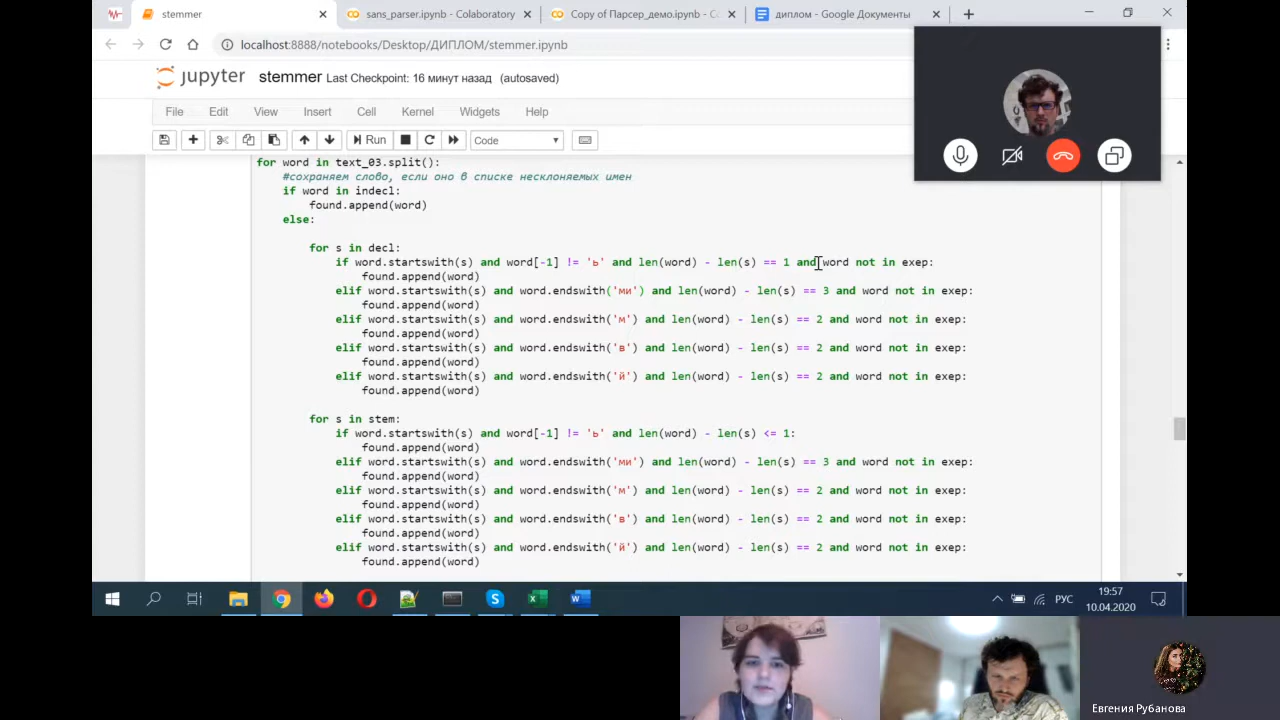 stemmer
sans_parser.ipynb - Colaboratory
Copy of Парсер_демо.ipynb - Co
диплом - Google Документы
localhost:8888/notebooks/Desktop/ДИПЛОМ/stemmer.ipynb
jupyter stemmer Last Checkpoint: 16 минут назад (autosaved)
File Edit View Insert Cell Kernel Widgets Help
Run
Code
for word in text_03.split():
#сохраняем слово, если оно в списке несклоняемых имен
if word in indecl:
found.append(word)
else:
for s in decl:
if word.startswith(s) and word[-1] != 'ь' and len(word) - len(s) == 1 and word not in exep:
found.append(word)
elif word.startswith(s) and word.endswith('ми') and len(word) - len(s) == 3 and word not in exep:
found.append(word)
elif word.startswith(s) and word.endswith('м') and len(word) - len(s) == 2 and word not in exep:
found.append(word)
elif word.startswith(s) and word.endswith('в') and len(word) - len(s) == 2 and word not in exep:
found.append(word)
elif word.startswith(s) and word.endswith('й') and len(word) - len(s) == 2 and word not in exep:
found.append(word)
for s in stem:
if word.startswith(s) and word[-1] != 'ь' and len(word) - len(s) <= 1:
found.append(word)
elif word.startswith(s) and word.endswith('ми') and len(word) - len(s) == 3 and word not in exep:
found.append(word)
elif word.startswith(s) and word.endswith('м') and len(word) - len(s) == 2 and word not in exep:
found.append(word)
elif word.startswith(s) and word.endswith('в') and len(word) - len(s) == 2 and word not in exep:
found.append(word)
elif word.startswith(s) and word.endswith('й') and len(word) - len(s) == 2 and word not in exep:
found.append(word)
РУС
19:57
10.04.2020
Евгения Рубанова